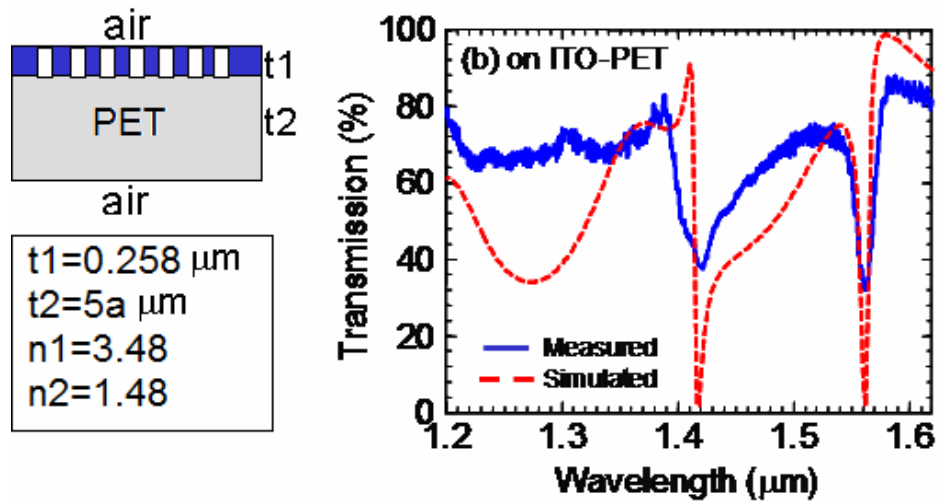 air
t1
PET
t2
air
t1=0.258 μm
t2=5a μm
n1=3.48
n2=1.48
(b) on ITO-PET
100
80
60
40
20
0
Transmission (%)
Measured
Simulated
1.2 1.3 1.4 1.5 1.6
Wavelength (μm)